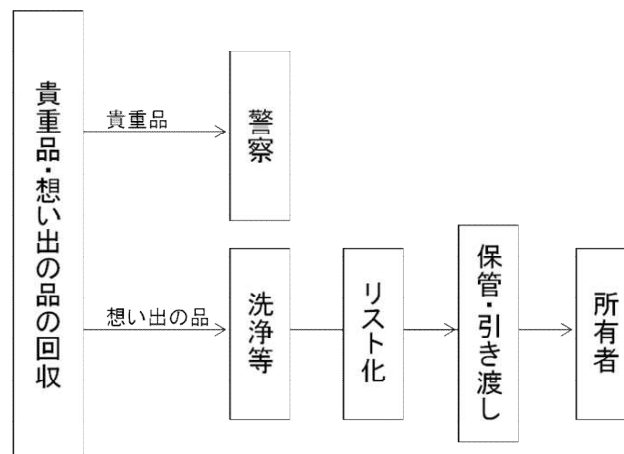 貴重品・想い出の品の回収
貴重品
警察
想い出の品
洗浄等
リスト化
保管・引き渡し
所有者